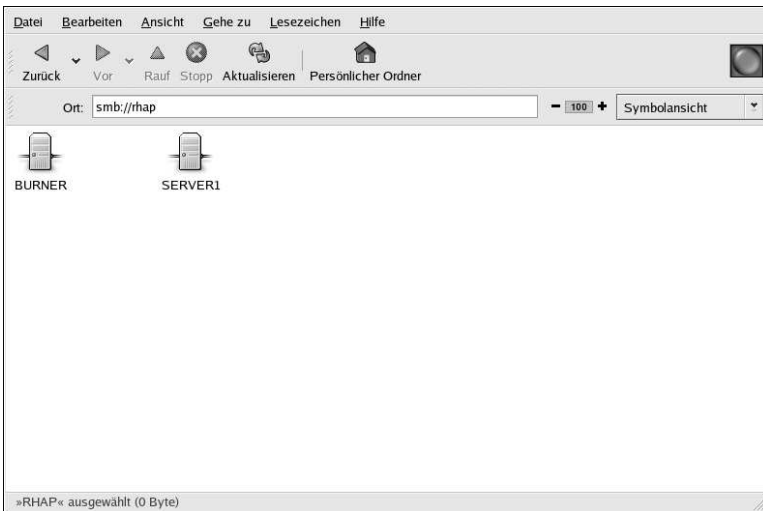 Datei Bearbeiten Ansicht Gehe zu Lesezeichen Hilfe
Zurück Vor Rauf Stopp Aktualisieren Persönlicher Ordner
Ort: smb://rhap 100 Symbolansicht
BURNER SERVER1
»RHAP« ausgewählt (0 Byte)